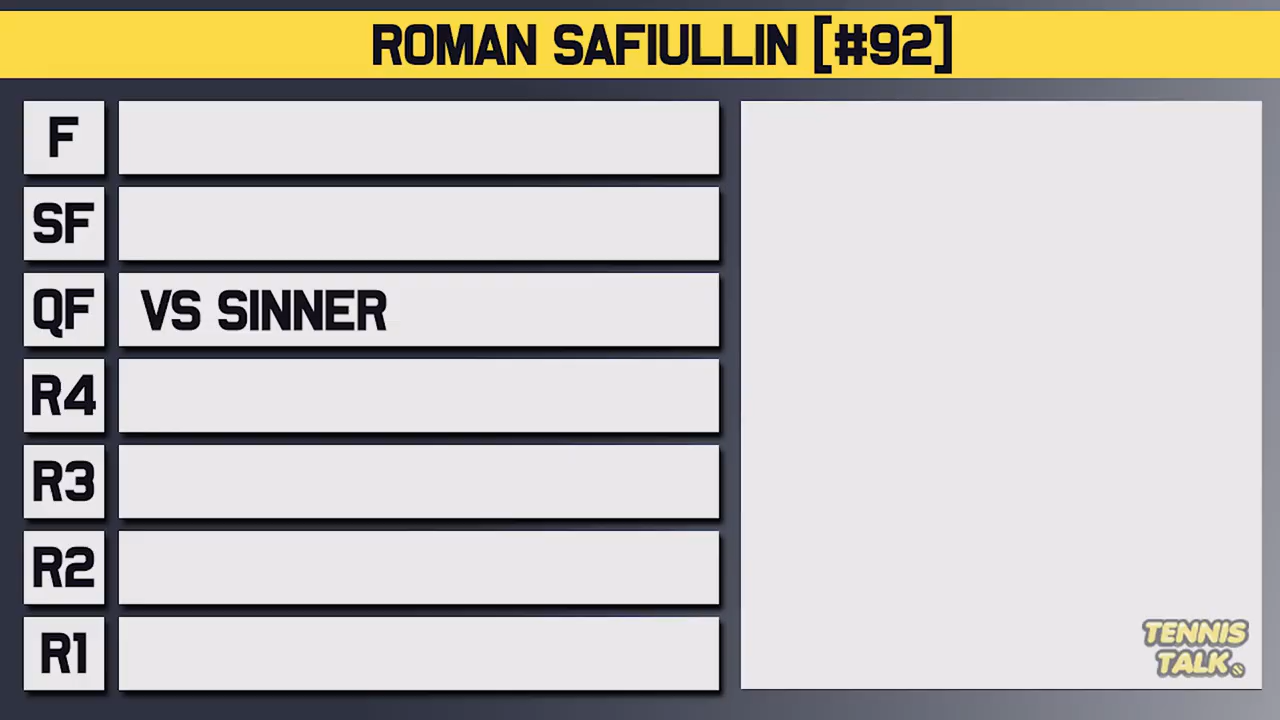 ROMAN SAFIULLIN [#92]
F
SF
QF VS SINNER
R4
R3
R2
R1
TENNIS
TALK